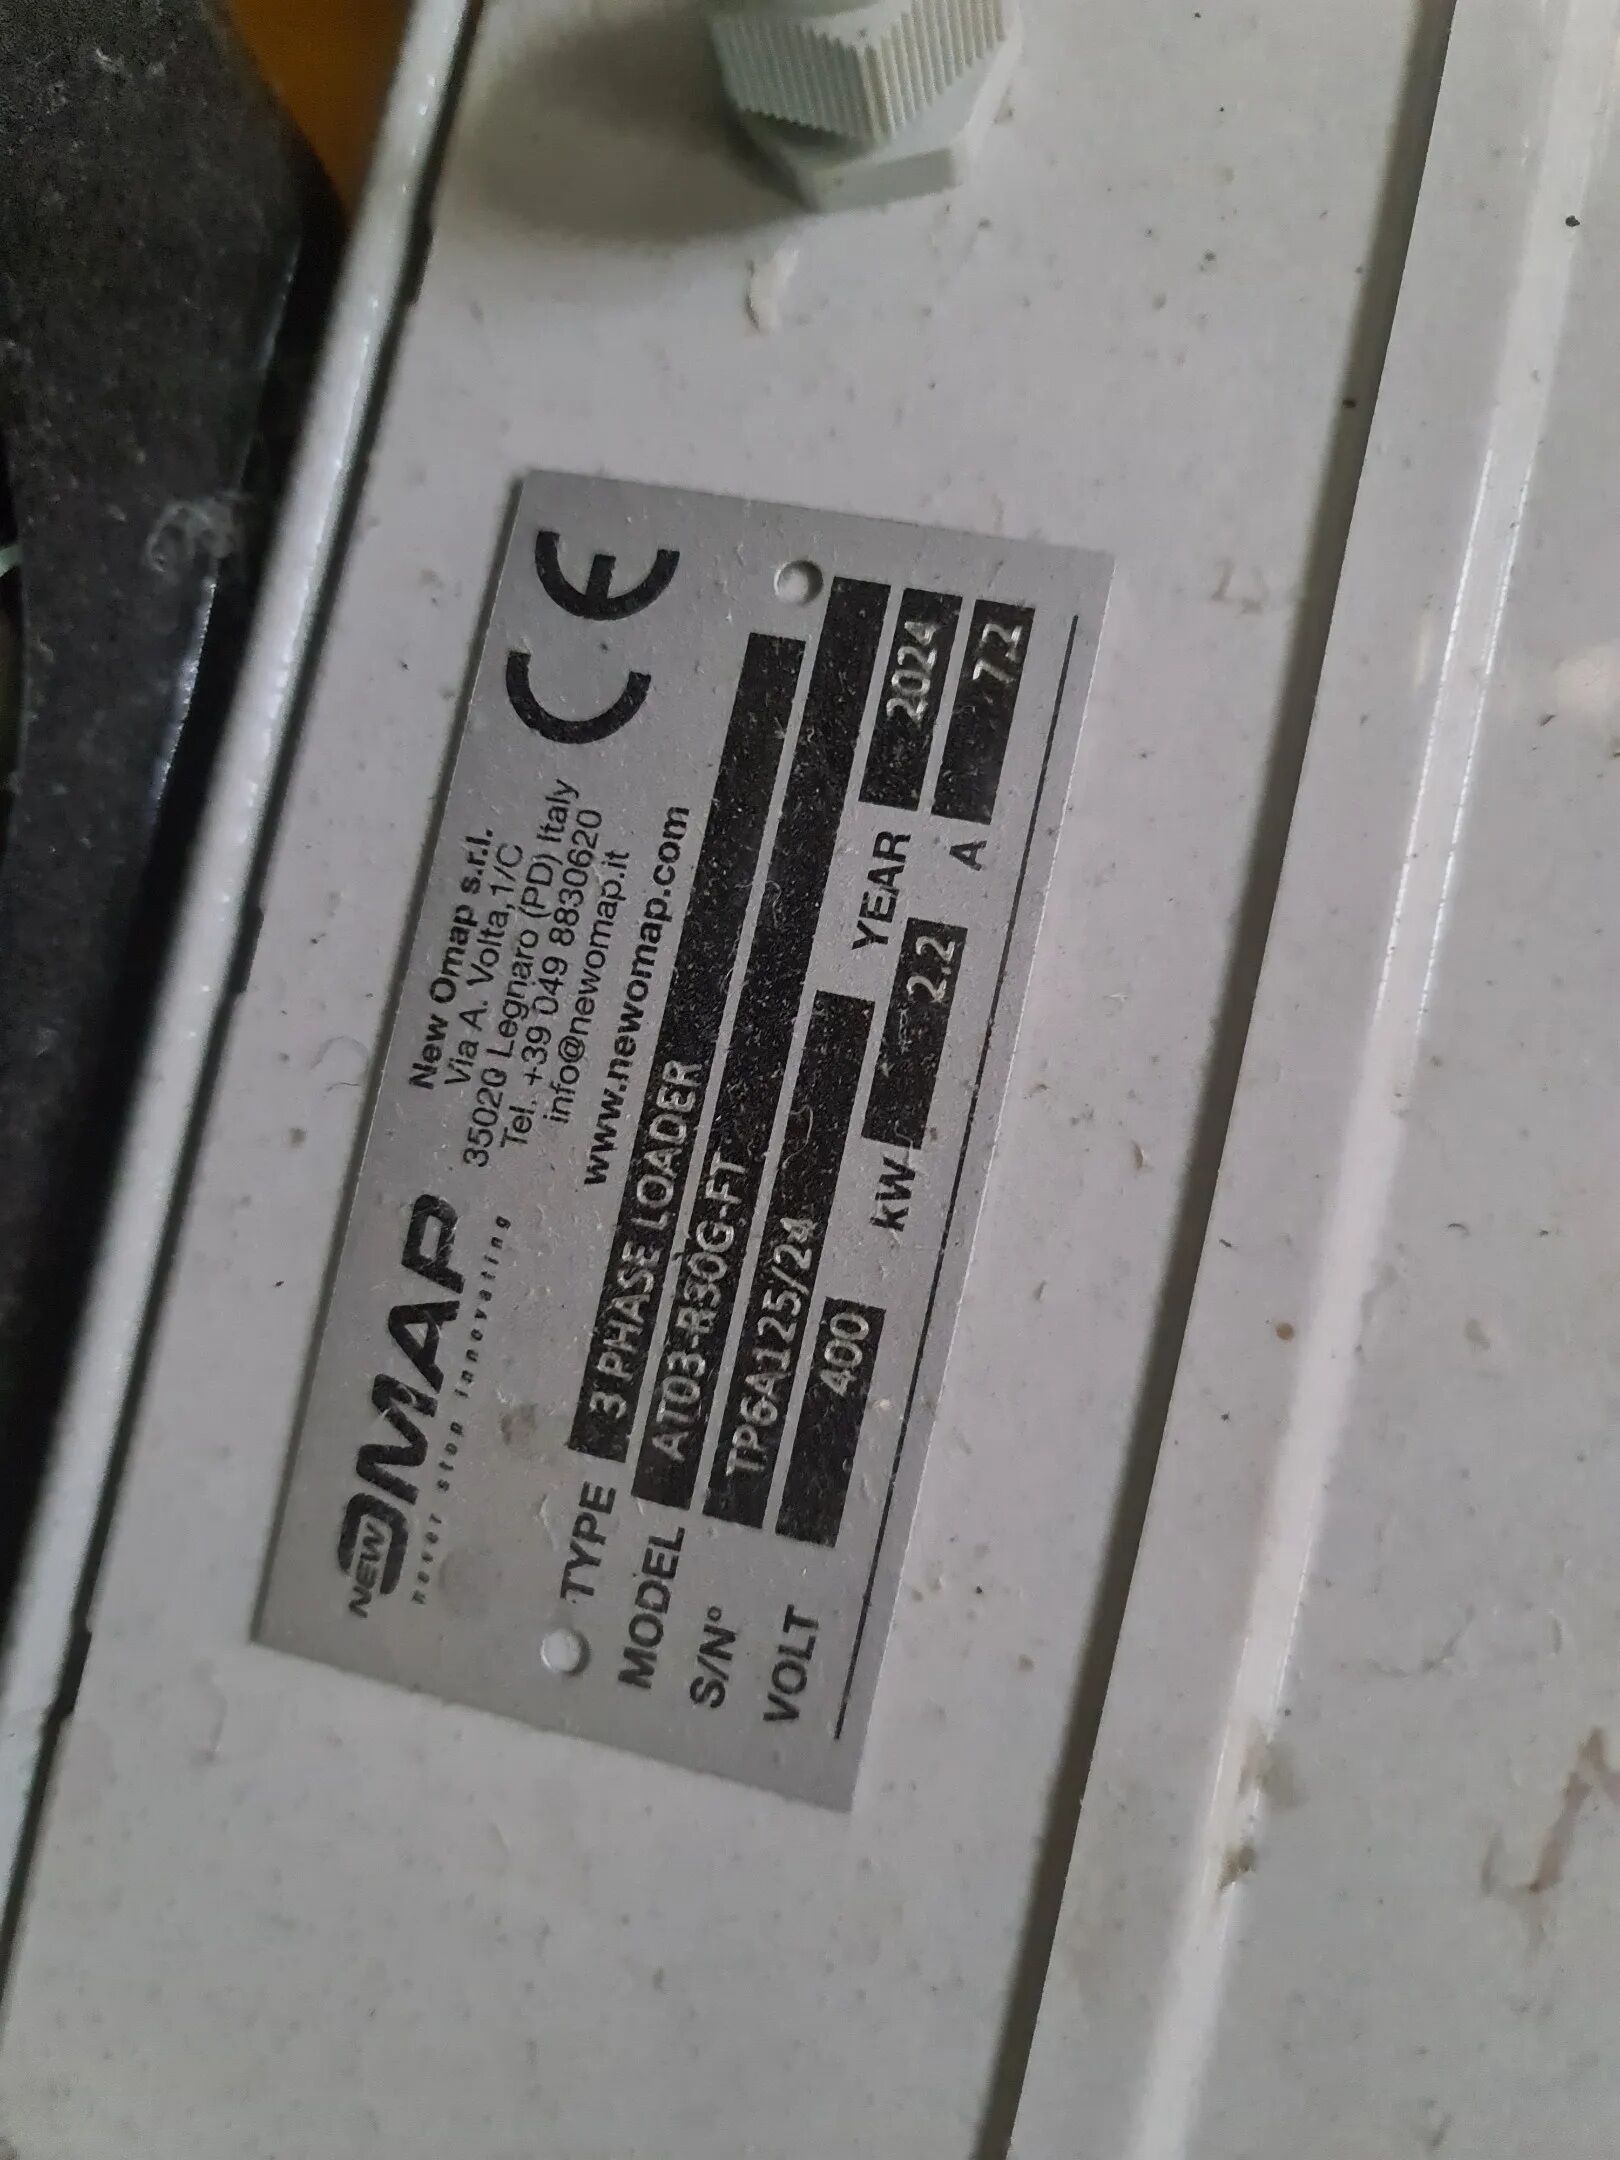 NEW OMAP
never stop innovating
New Omap s.r.l.
Via A. Volta, 1/C
35020 Legnaro (PD) Italy
Tel. +39 049 8830620
info@newomap.it
www.newomap.com
CE
TYPE 3 PHASE LOADER
MODEL AT03-R30G-FT
S/N° TP6A125/24 YEAR 2024
VOLT 400 kW 2.2 A 7.2